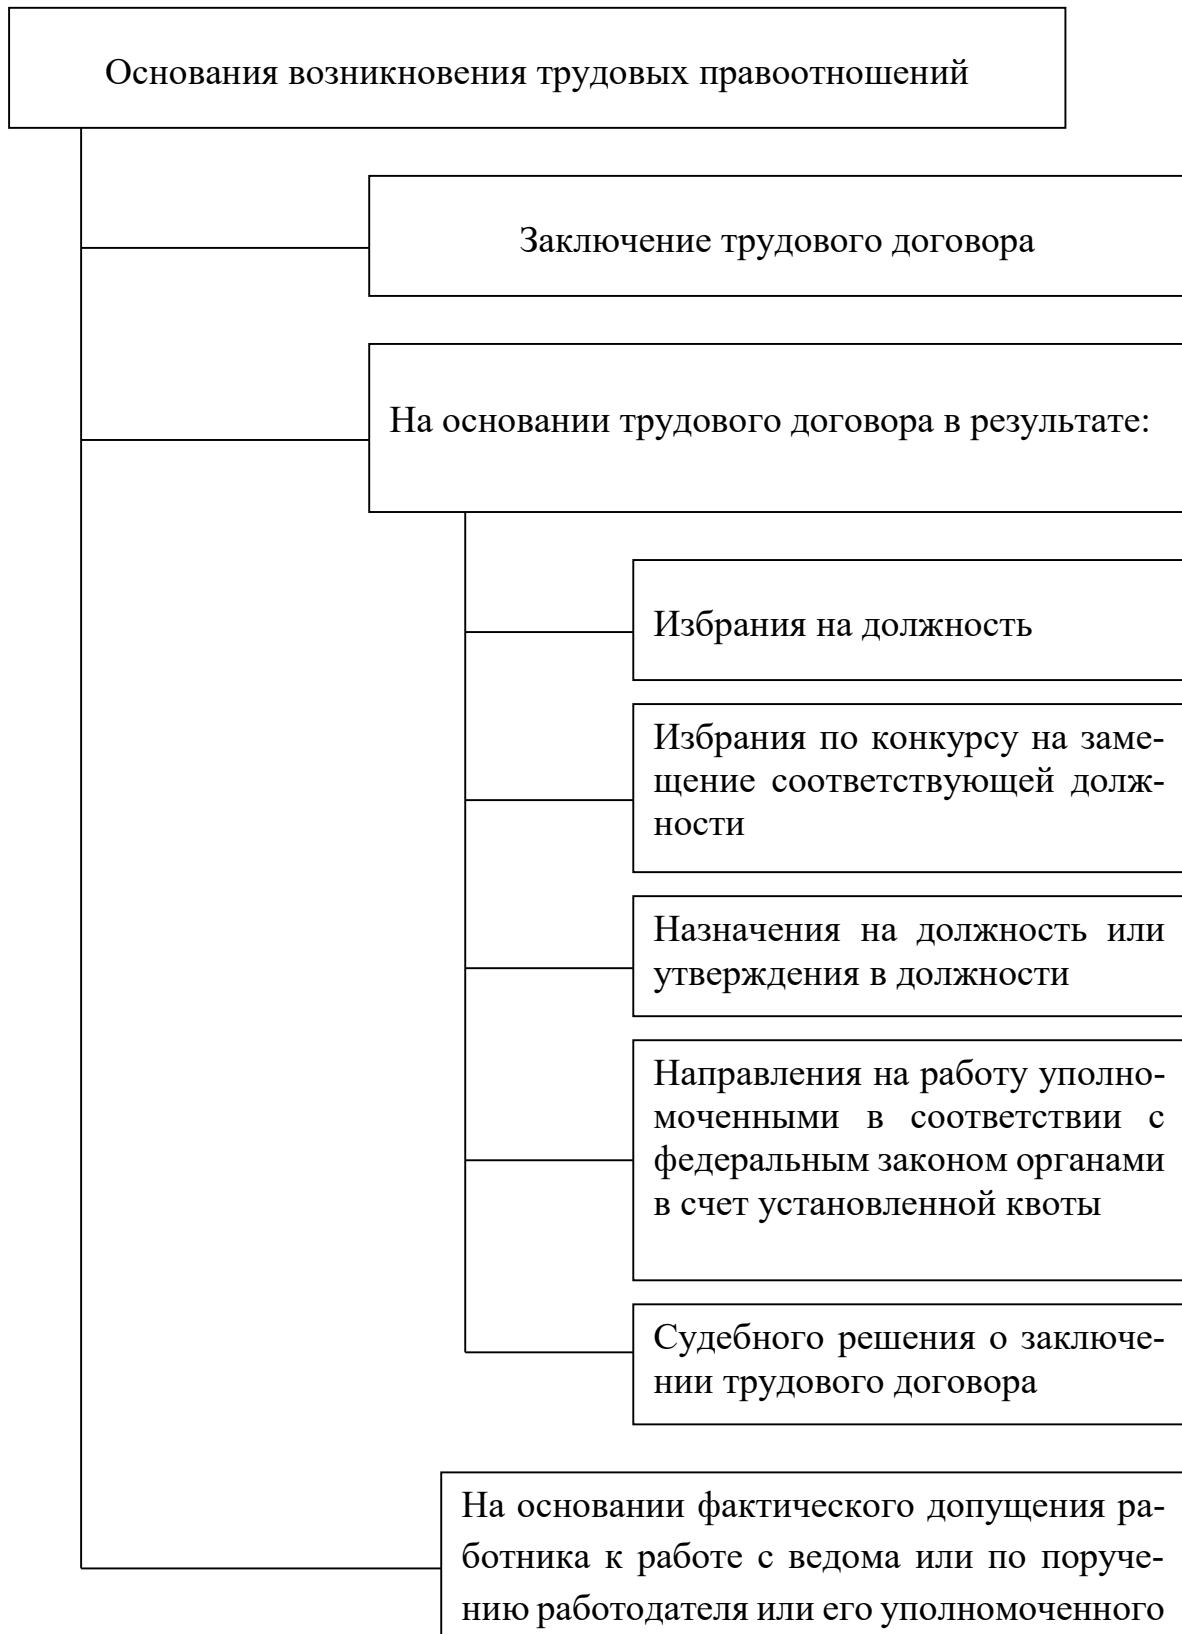 Основания возникновения трудовых правоотношений
Заключение трудового договора
На основании трудового договора в результате:
Избрания на должность
Избрания по конкурсу на заме-
щение соответствующей долж-
ности
Назначения на должность или
утверждения в должности
Направления на работу уполно-
моченными в соответствии с
федеральным законом органами
в счет установленной квоты
Судебного решения о заключе-
нии трудового договора
На основании фактического допущения ра-
ботника к работе с ведома или по поруче-
нию работодателя или его уполномоченного